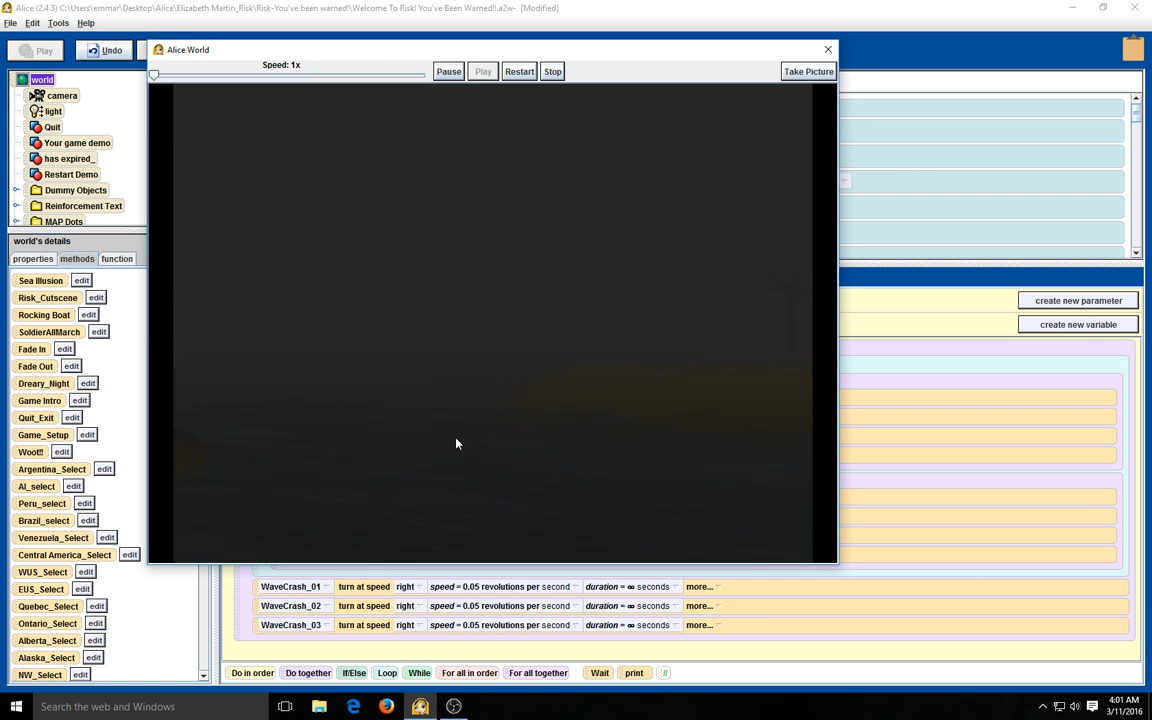 Alice (2.4.3) C:\Users\emmar\Desktop\Alice\Elizabeth Martin_Risk\Risk-You've been warned!\Welcome To Risk! You've Been Warned!!.a2w- [Modified]
File Edit Tools Help
Play Undo
Alice World
Speed: 1x
Pause Play Restart Stop Take Picture
world
camera
light
Quit
Your game demo
has expired_
Restart Demo
Dummy Objects
Reinforcement Text
MAP Dots
world's details
properties methods function
Sea Illusion edit
Risk_Cutscene edit
Rocking Boat edit
SoldierAllMarch edit
Fade In edit
Fade Out edit
Dreary_Night edit
Game Intro edit
Quit_Exit edit
Game_Setup edit
Woot!! edit
Argentina_Select edit
Al_select edit
Peru_select edit
Brazil_select edit
Venezuela_Select edit
Central America_Select edit
WUS_Select edit
EUS_Select edit
Quebec_Select edit
Ontario_Select edit
Alberta_Select edit
Alaska_Select edit
NW_Select edit
create new parameter
create new variable
WaveCrash_01 turn at speed right speed = 0.05 revolutions per second duration = ∞ seconds more...
WaveCrash_02 turn at speed right speed = 0.05 revolutions per second duration = ∞ seconds more...
WaveCrash_03 turn at speed right speed = 0.05 revolutions per second duration = ∞ seconds more...
Do in order Do together If/Else Loop While For all in order For all together Wait print //
Search the web and Windows
4:01 AM
3/11/2016